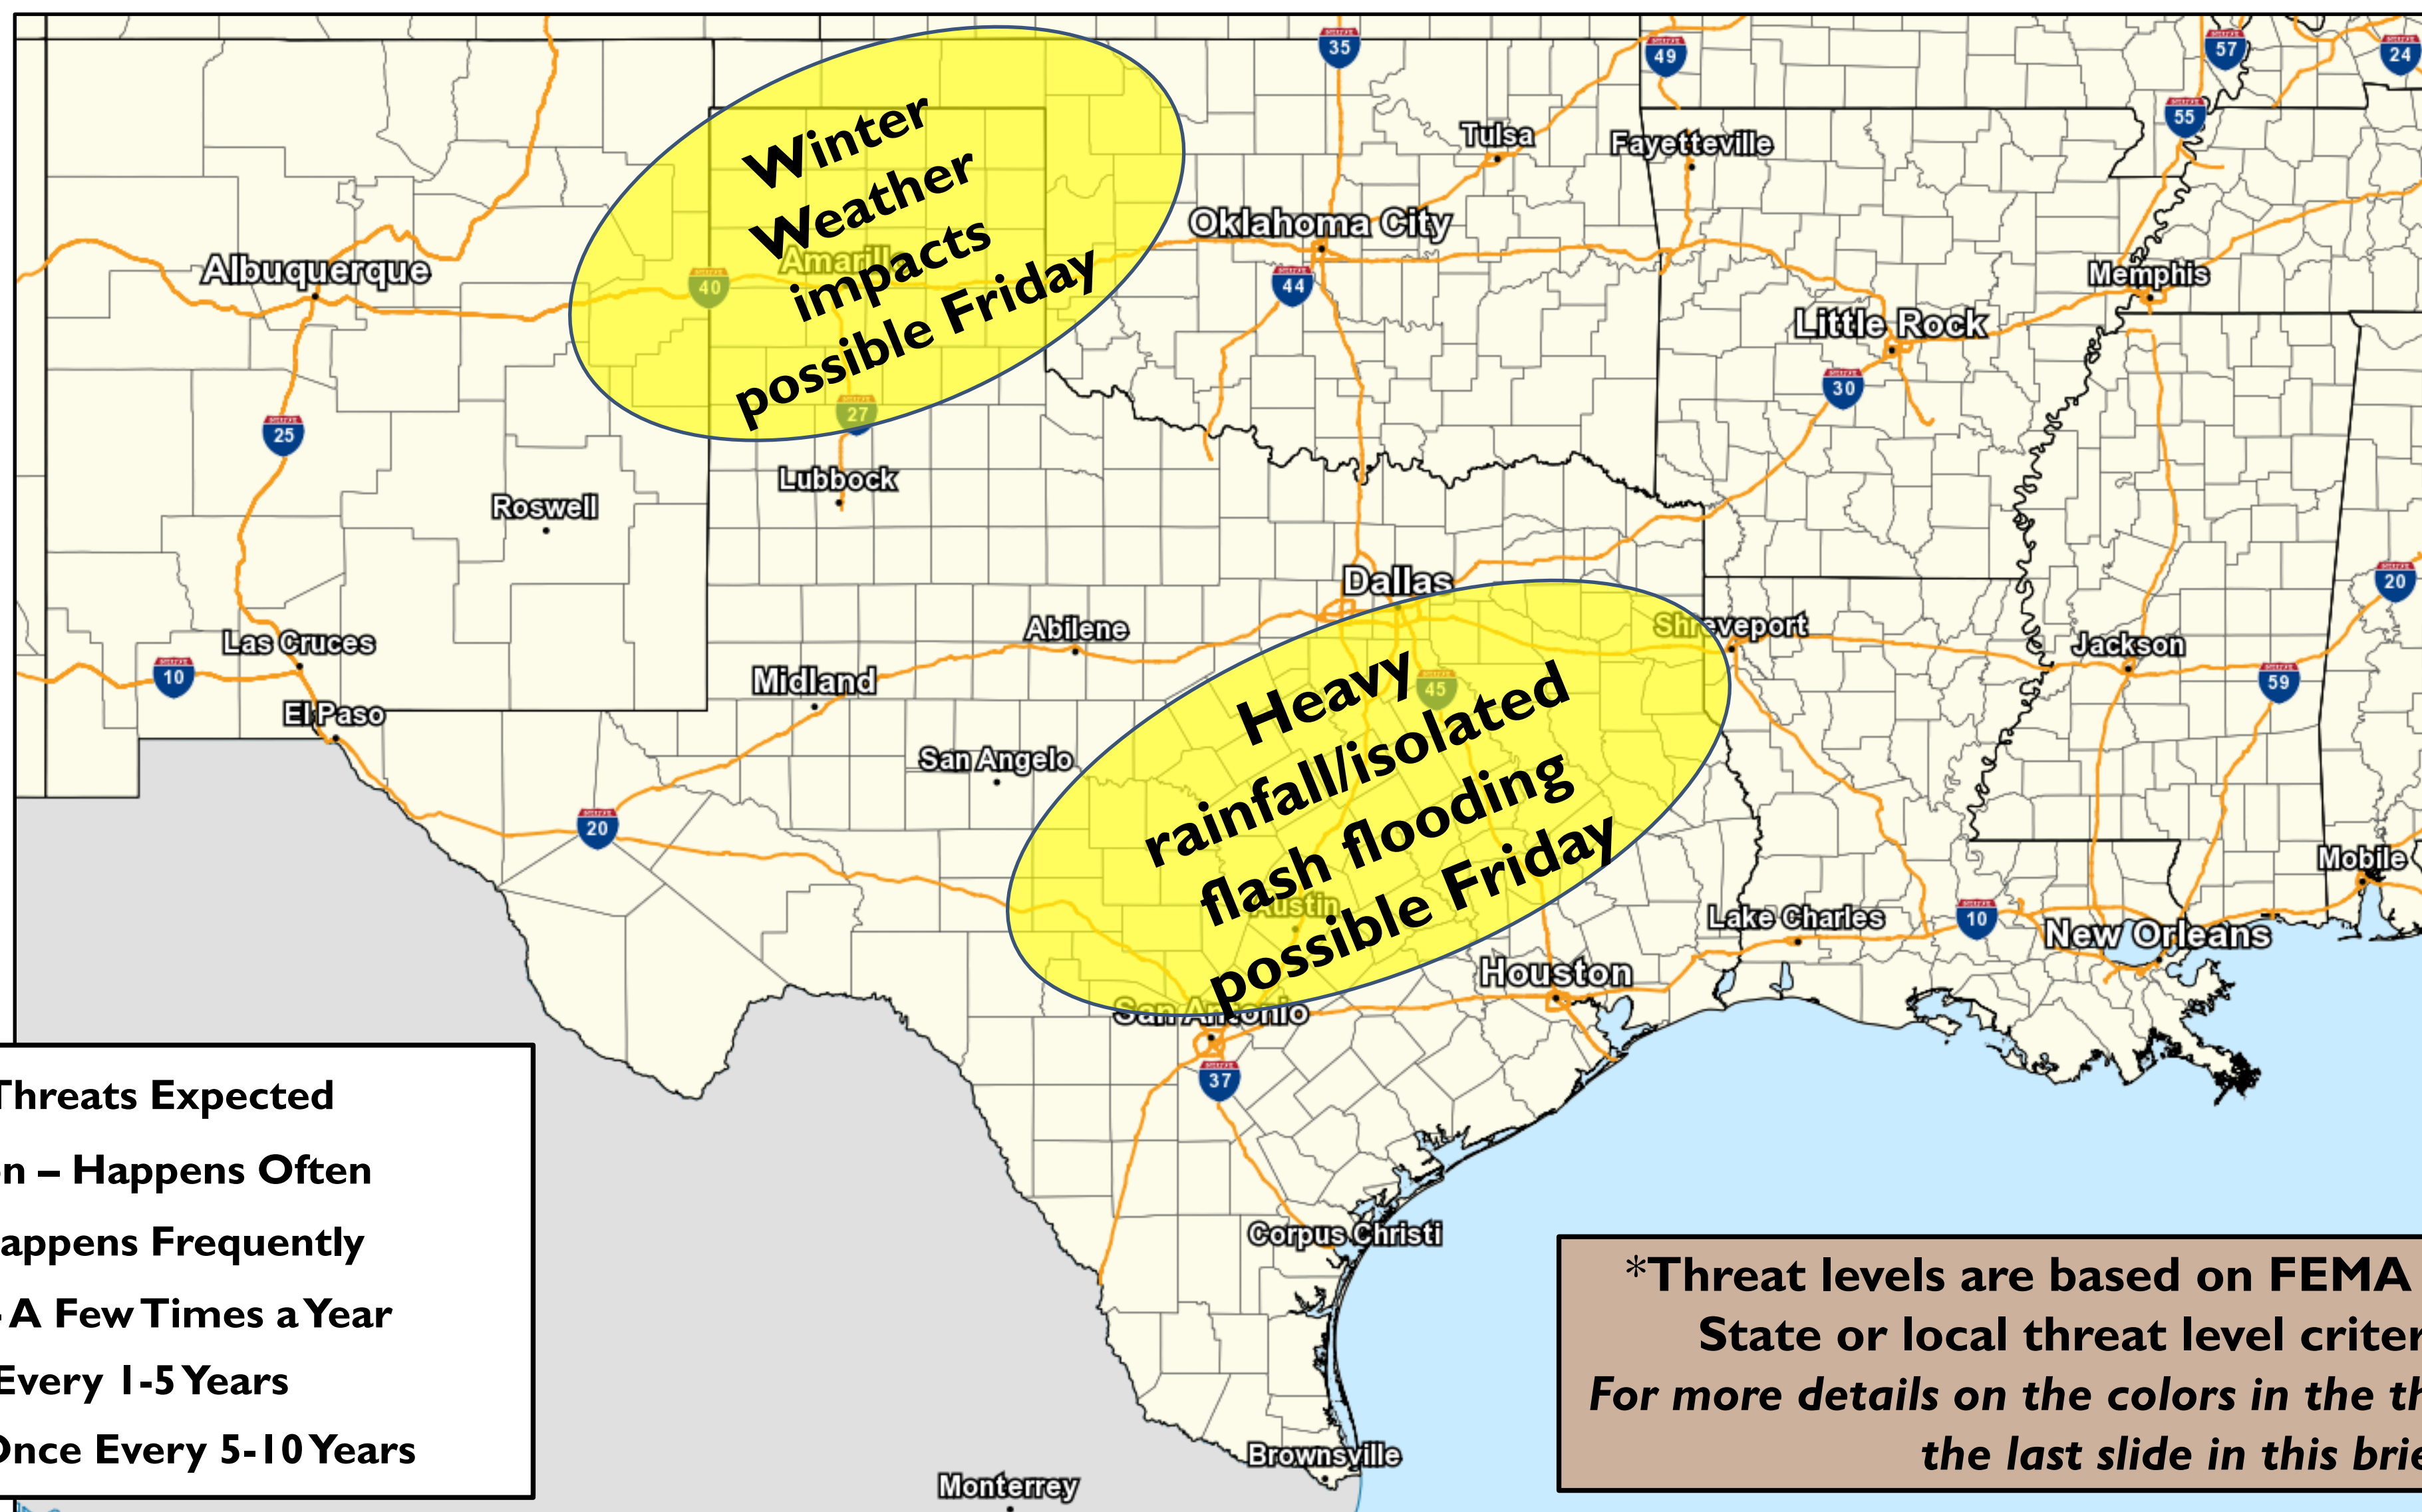 35
49
57
24
55
Winter
Weather
impacts
possible Friday
Tulsa
Fayetteville
Oklahoma City
Albuquerque
40
44
Memphis
Little Rock
30
25
27
Lubbock
Roswell
Dallas
20
Abilene
Shreveport
Las Cruces
Jackson
10
Midland
45
59
El Paso
San Angelo
Heavy
rainfall/isolated
flash flooding
possible Friday
20
Mobile
Austin
Lake Charles
10
New Orleans
Houston
San Antonio
37
Threats Expected
n – Happens Often
appens Frequently
- A Few Times a Year
Every 1-5 Years
Once Every 5-10 Years
Corpus Christi
Brownsville
Monterrey
*Threat levels are based on FEMA
State or local threat level criter
For more details on the colors in the th
the last slide in this brie